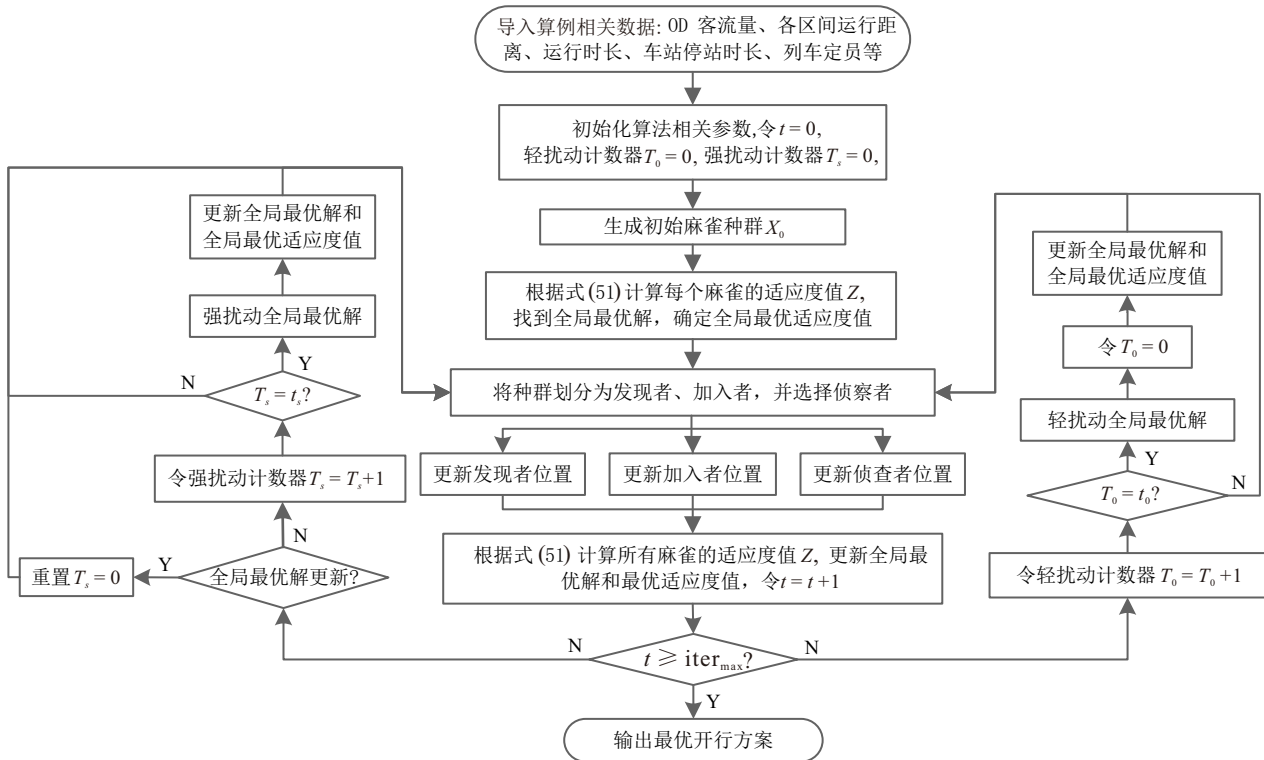 导入算例相关数据: OD 客流量、各区间运行距
离、运行时长、车站停站时长、列车定员等
初始化算法相关参数,令 t = 0,
轻扰动计数器T₀ = 0, 强扰动计数器Tₛ = 0,
生成初始麻雀种群X₀
根据式(51)计算每个麻雀的适应度值 Z,
找到全局最优解，确定全局最优适应度值
将种群划分为发现者、加入者，并选择侦察者
更新发现者位置
更新加入者位置
更新侦查者位置
根据式(51)计算所有麻雀的适应度值 Z, 更新全局最
优解和最优适应度值，令t = t +1
t ≥ iterₘₐₓ?
N
N
Y
输出最优开行方案
更新全局最优解和
全局最优适应度值
强扰动全局最优解
Y
N
Tₛ = tₛ?
令强扰动计数器Tₛ = Tₛ+1
N
Y
全局最优解更新?
重置Tₛ = 0
更新全局最优解和
全局最优适应度值
令 T₀ = 0
轻扰动全局最优解
Y
N
T₀ = t₀?
令轻扰动计数器 T₀ = T₀ +1